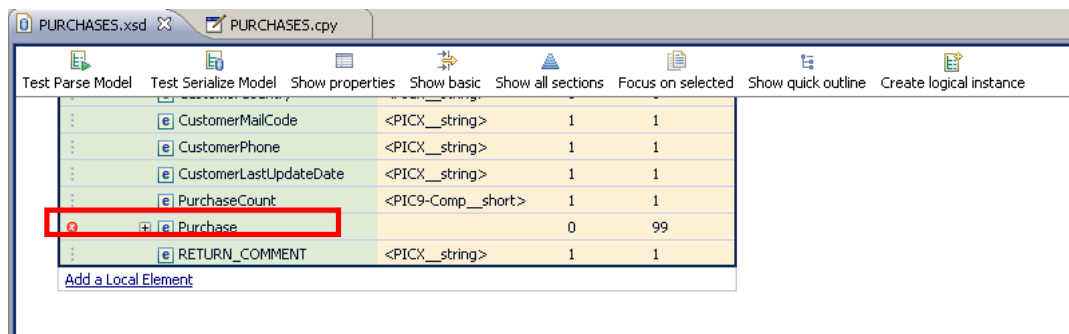 PURCHASES.xsd PURCHASES.cpy
Test Parse Model Test Serialize Model Show properties Show basic Show all sections Focus on selected Show quick outline Create logical instance
CustomerMailCode <PICX__string> 1 1
CustomerPhone <PICX__string> 1 1
CustomerLastUpdateDate <PICX__string> 1 1
PurchaseCount <PIC9-Comp__short> 1 1
Purchase 0 99
RETURN_COMMENT <PICX__string> 1 1
Add a Local Element